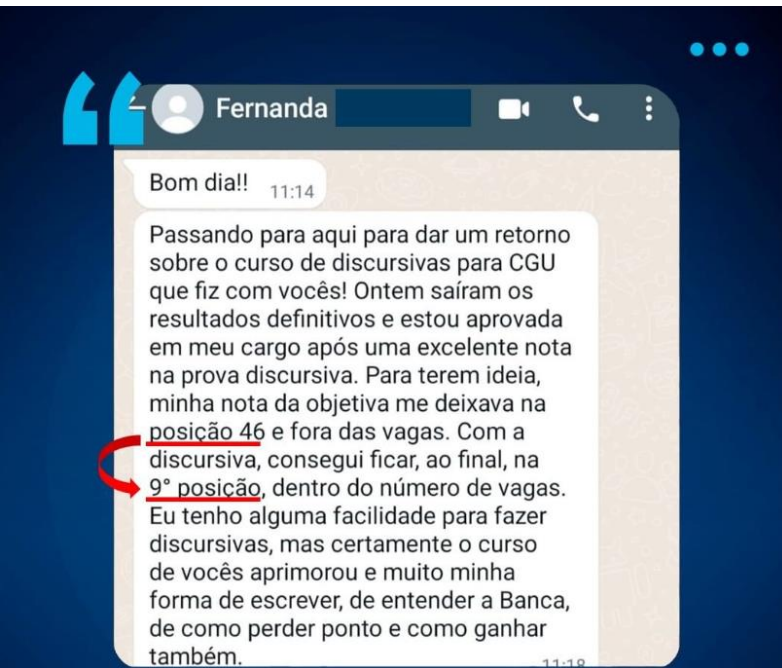 Fernanda
Bom dia!! 11:14
Passando para aqui para dar um retorno
sobre o curso de discursivas para CGU
que fiz com vocês! Ontem saíram os
resultados definitivos e estou aprovada
em meu cargo após uma excelente nota
na prova discursiva. Para terem ideia,
minha nota da objetiva me deixava na
posição 46 e fora das vagas. Com a
discursiva, consegui ficar, ao final, na
9° posição, dentro do número de vagas.
Eu tenho alguma facilidade para fazer
discursivas, mas certamente o curso
de vocês aprimorou e muito minha
forma de escrever, de entender a Banca,
de como perder ponto e como ganhar
também. 11:18